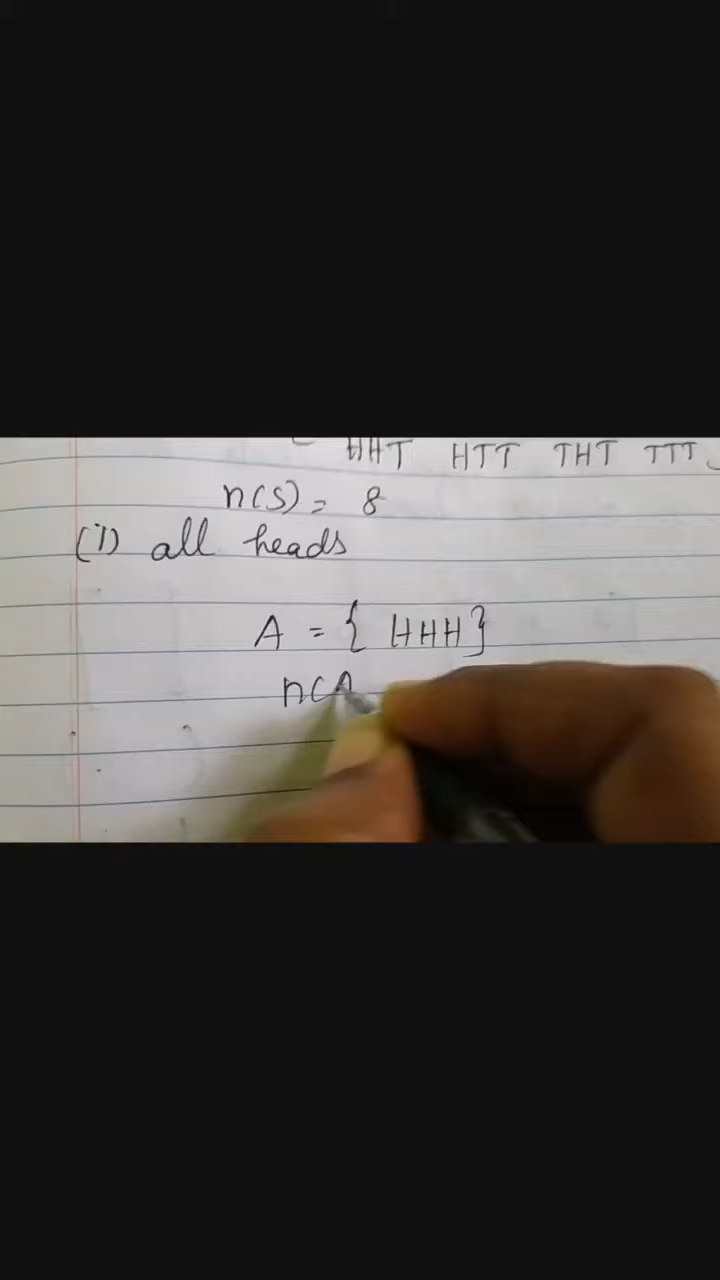 HHT HTT THT TTT
n(S) = 8
(i) all heads
A = { HHH}
n(A